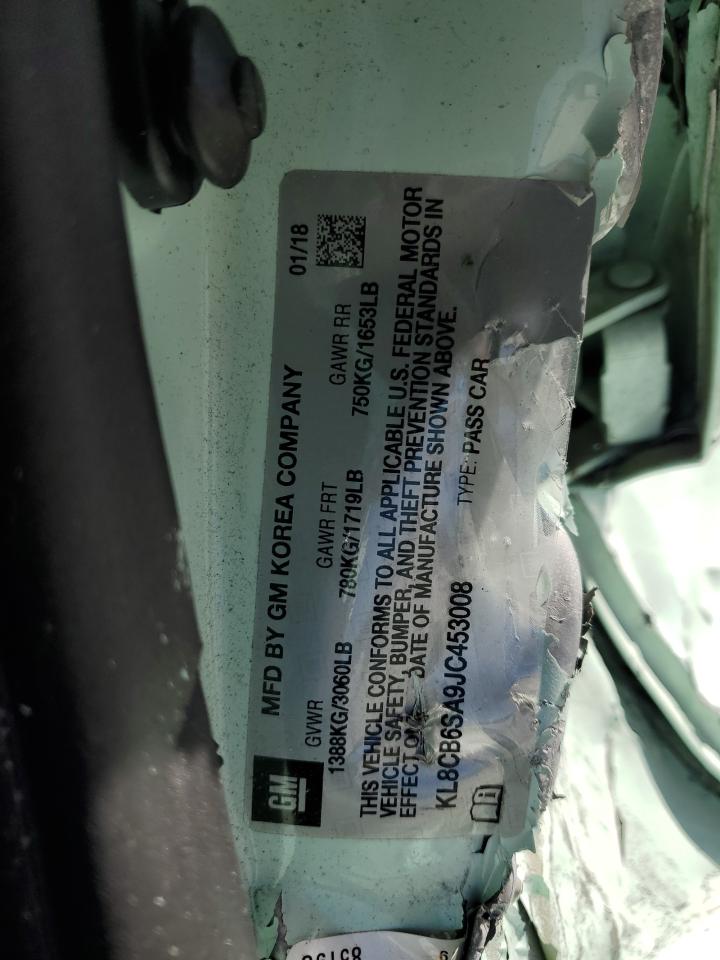 MFD BY GM KOREA COMPANY 01/18
GVWR GAWR FRT GAWR RR
1388KG/3060LB 780KG/1719LB 750KG/1653LB
THIS VEHICLE CONFORMS TO ALL APPLICABLE U.S. FEDERAL MOTOR
VEHICLE SAFETY, BUMPER, AND THEFT PREVENTION STANDARDS IN
EFFECT ON DATE OF MANUFACTURE SHOWN ABOVE.
KL8CB6SA9JC453008 TYPE: PASS CAR
GM